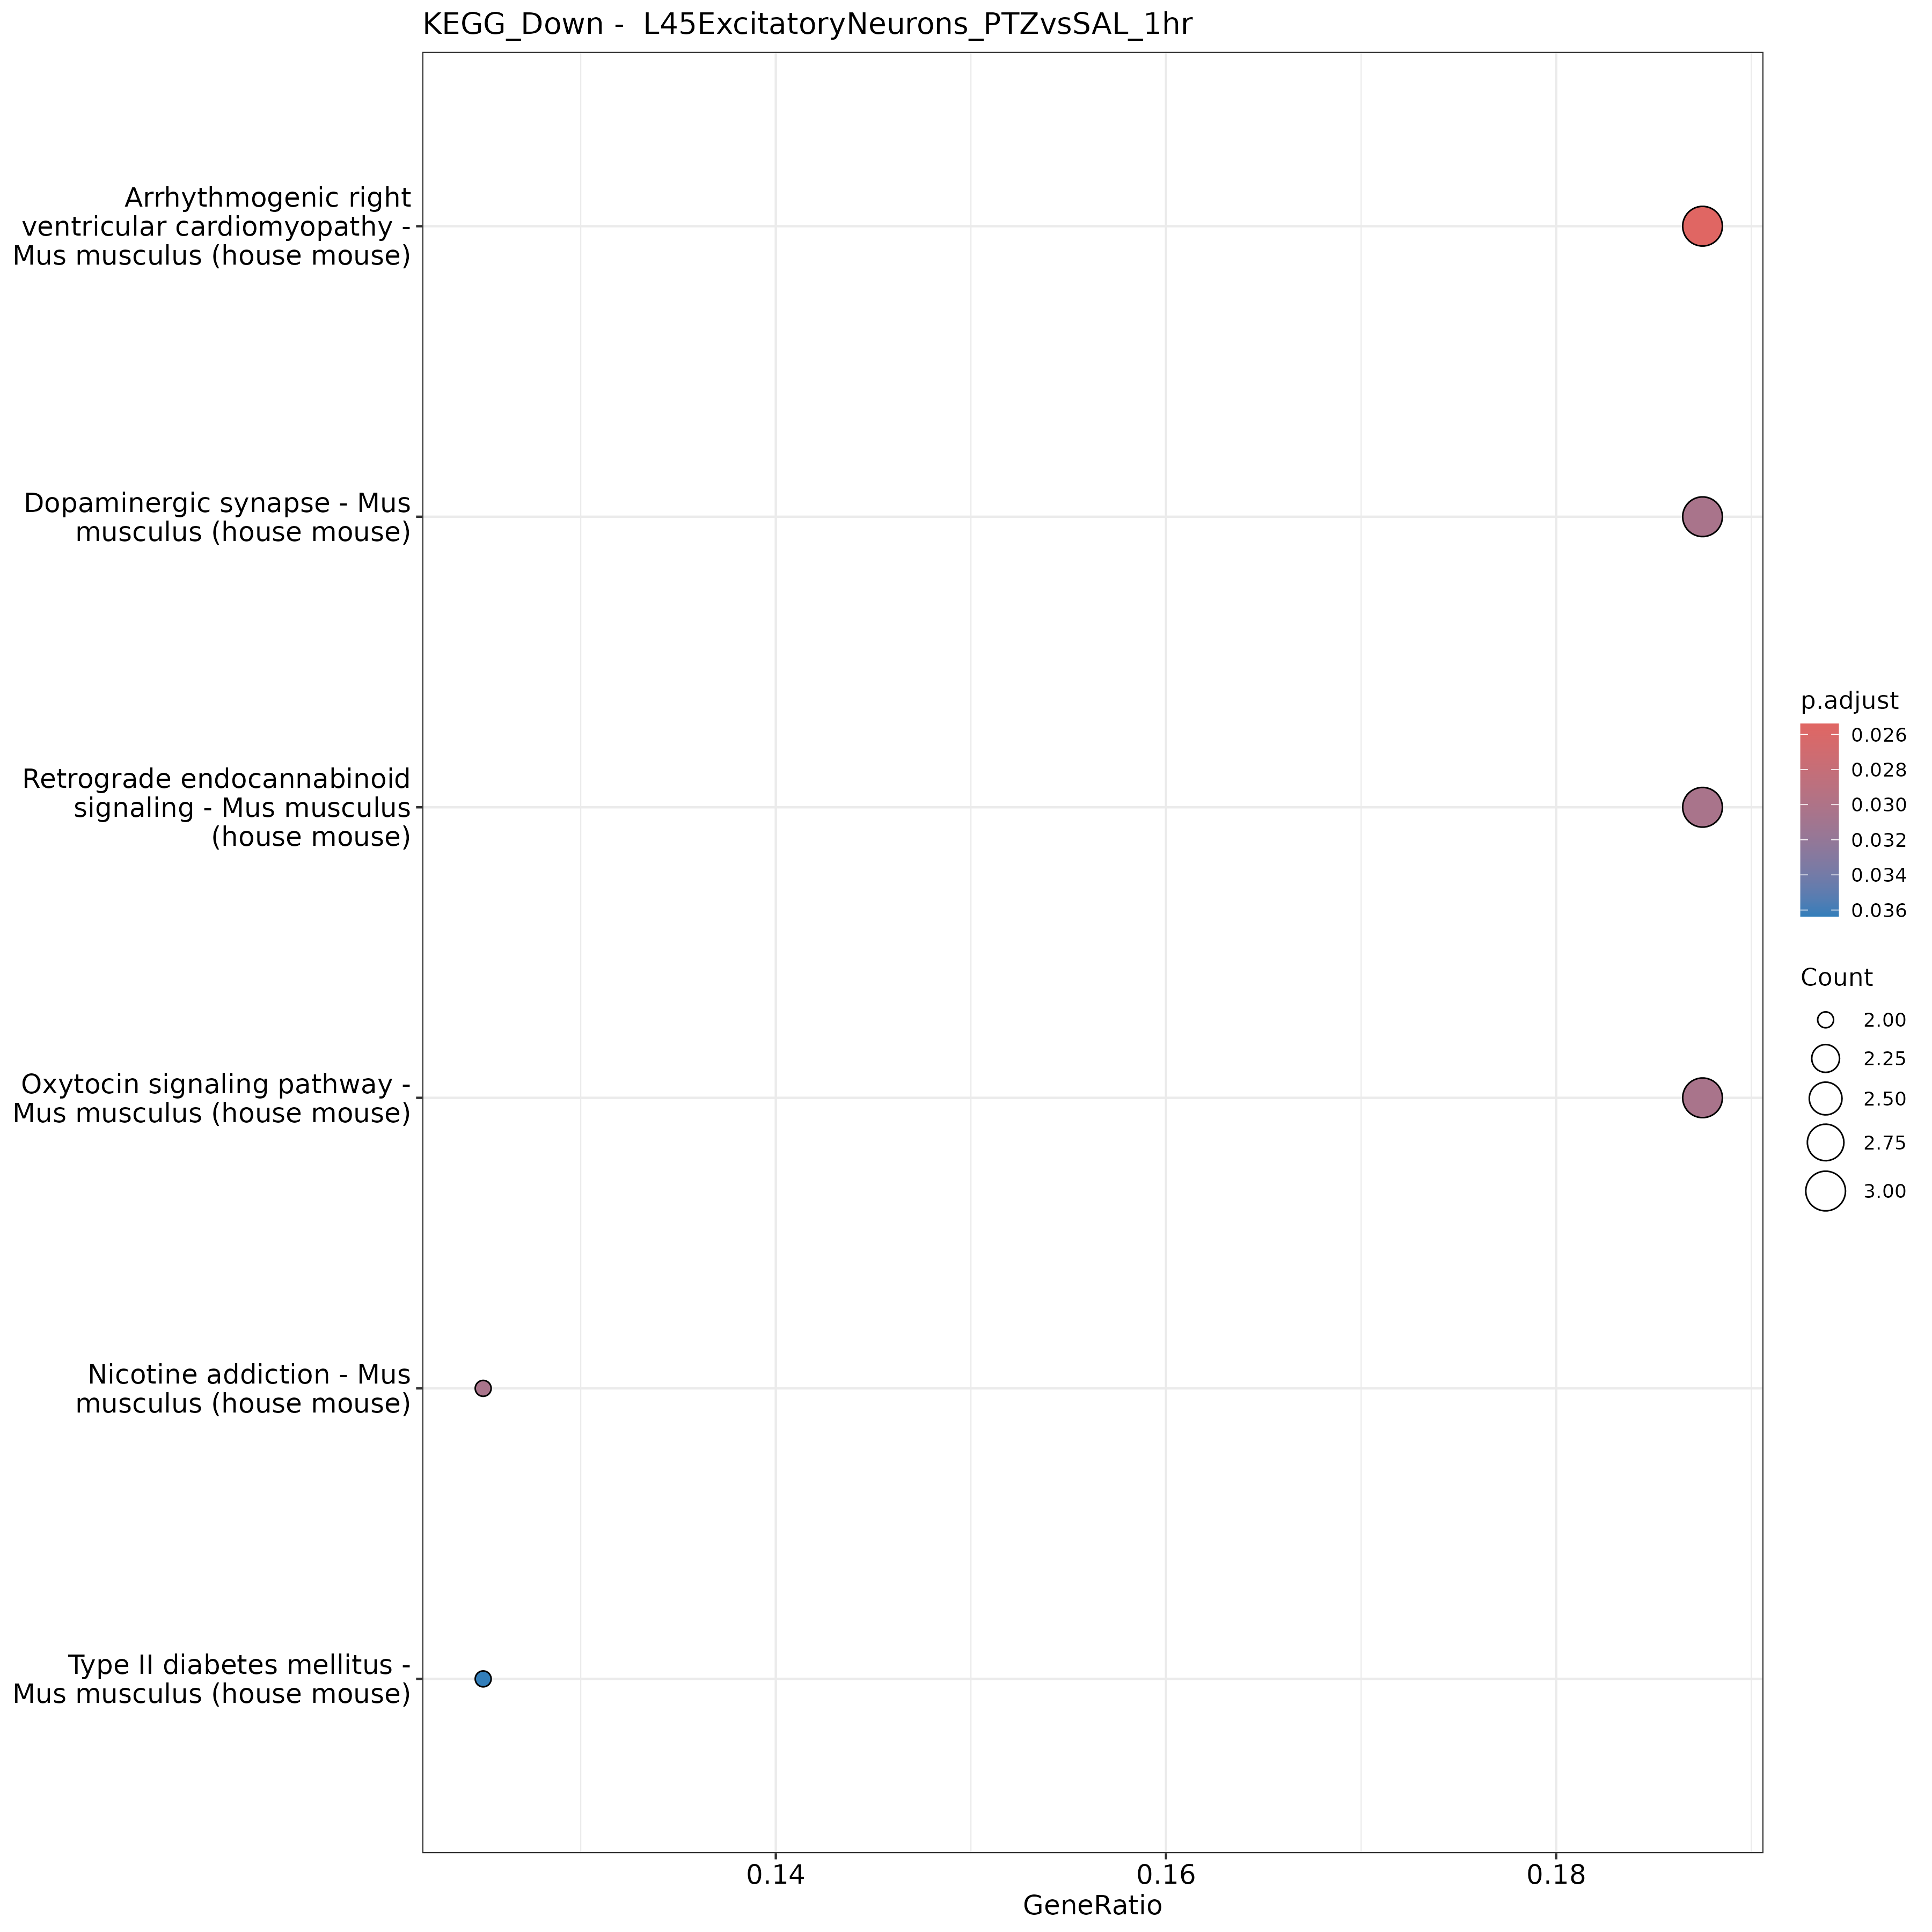 KEGG_Down -  L45ExcitatoryNeurons_PTZvsSAL_1hr
Arrhythmogenic right
ventricular cardiomyopathy -
Mus musculus (house mouse)
Dopaminergic synapse - Mus
musculus (house mouse)
Retrograde endocannabinoid
signaling - Mus musculus
(house mouse)
Oxytocin signaling pathway -
Mus musculus (house mouse)
Nicotine addiction - Mus
musculus (house mouse)
Type II diabetes mellitus -
Mus musculus (house mouse)
0.14
0.16
0.18
GeneRatio
p.adjust
0.026
0.028
0.030
0.032
0.034
0.036
Count
2.00
2.25
2.50
2.75
3.00